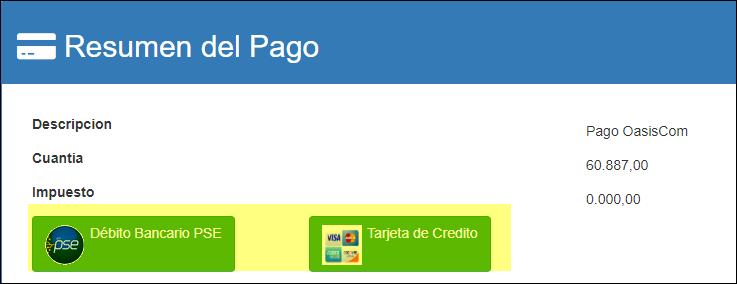 Resumen del Pago
Descripcion Pago OasisCom
Cuantia 60.887,00
Impuesto 0.000,00
pse Débito Bancario PSE VISA Tarjeta de Credito